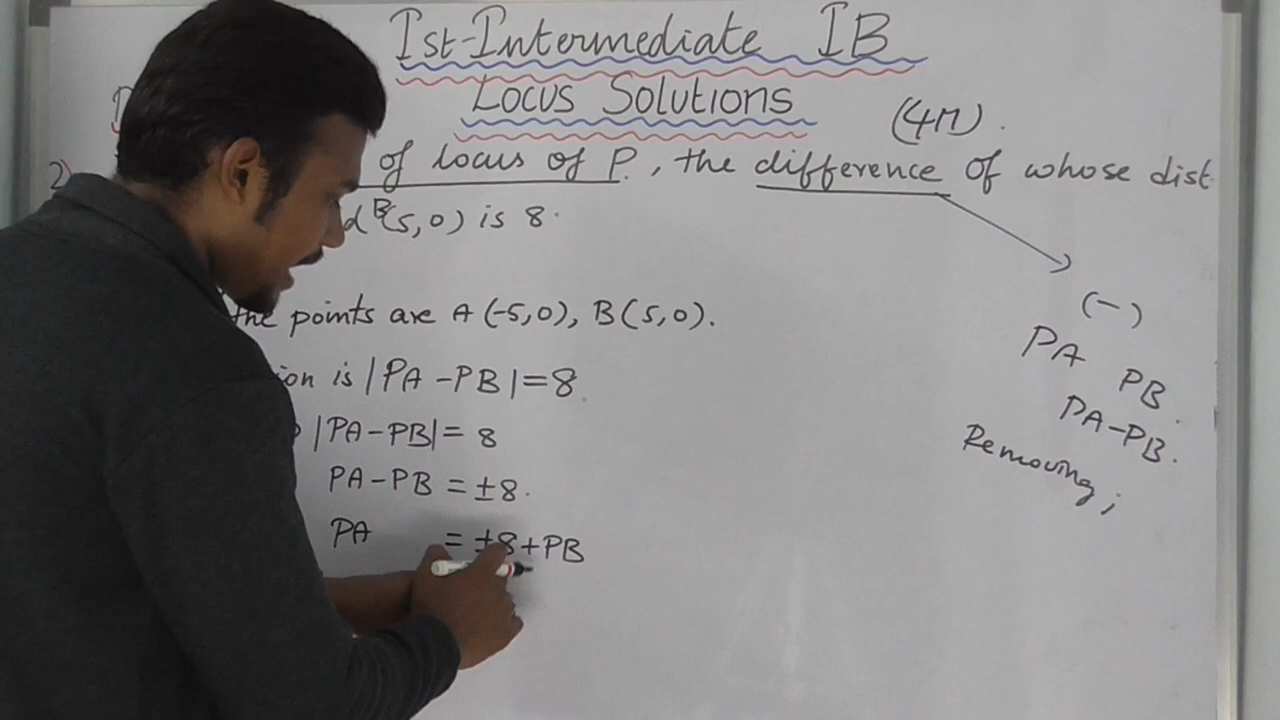 Ist-Intermediate IB
Locus Solutions
(4M).
2) of locus of P, the difference of whose dist
B(5,0) is 8.
the points are A(-5,0), B(5,0).
is |PA-PB|=8
|PA-PB|= 8
PA-PB = ±8.
PA = ±8+PB
(-)
PA PB.
PA-PB.
Removing;